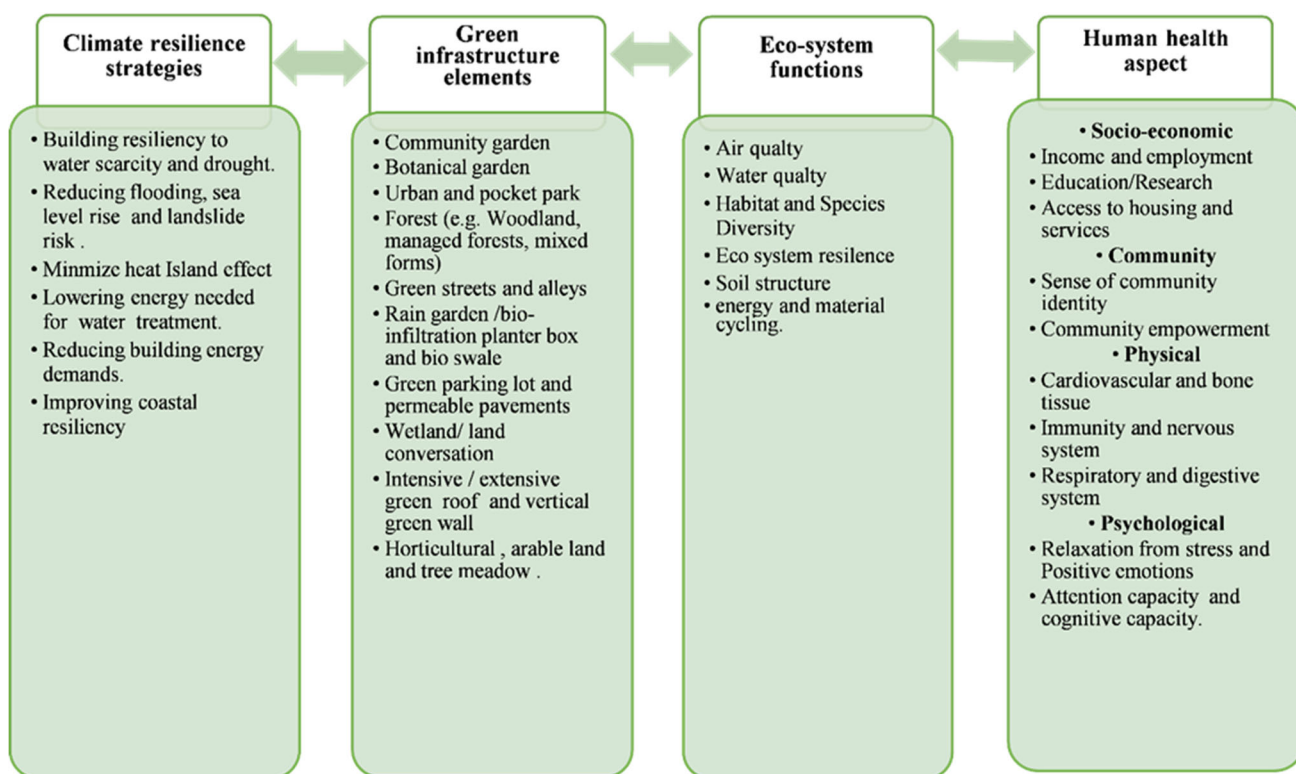 Climate resilience
strategies
• Building resiliency to
water scarcity and drought.
• Reducing flooding, sea
level rise and landslide
risk .
• Minmize heat Island effect
• Lowering energy needed
for water treatment.
• Reducing building energy
demands.
• Improving coastal
resiliency
Green
infrastructure
elements
• Community garden
• Botanical garden
• Urban and pocket park
• Forest (e.g. Woodland,
managed forests, mixed
forms)
• Green streets and alleys
• Rain garden /bio-
infiltration planter box
and bio swale
• Green parking lot and
permeable pavements
• Wetland/ land
conversation
• Intensive / extensive
green roof and vertical
green wall
• Horticultural , arable land
and tree meadow .
Eco-system
functions
• Air qualty
• Water qualty
• Habitat and Species
Diversity
• Eco system resilence
• Soil structure
• energy and material
cycling.
Human health
aspect
• Socio-economic
• Income and employment
• Education/Research
• Access to housing and
services
• Community
• Sense of community
identity
• Community empowerment
• Physical
• Cardiovascular and bone
tissue
• Immunity and nervous
system
• Respiratory and digestive
system
• Psychological
• Relaxation from stress and
Positive emotions
• Attention capacity and
cognitive capacity.